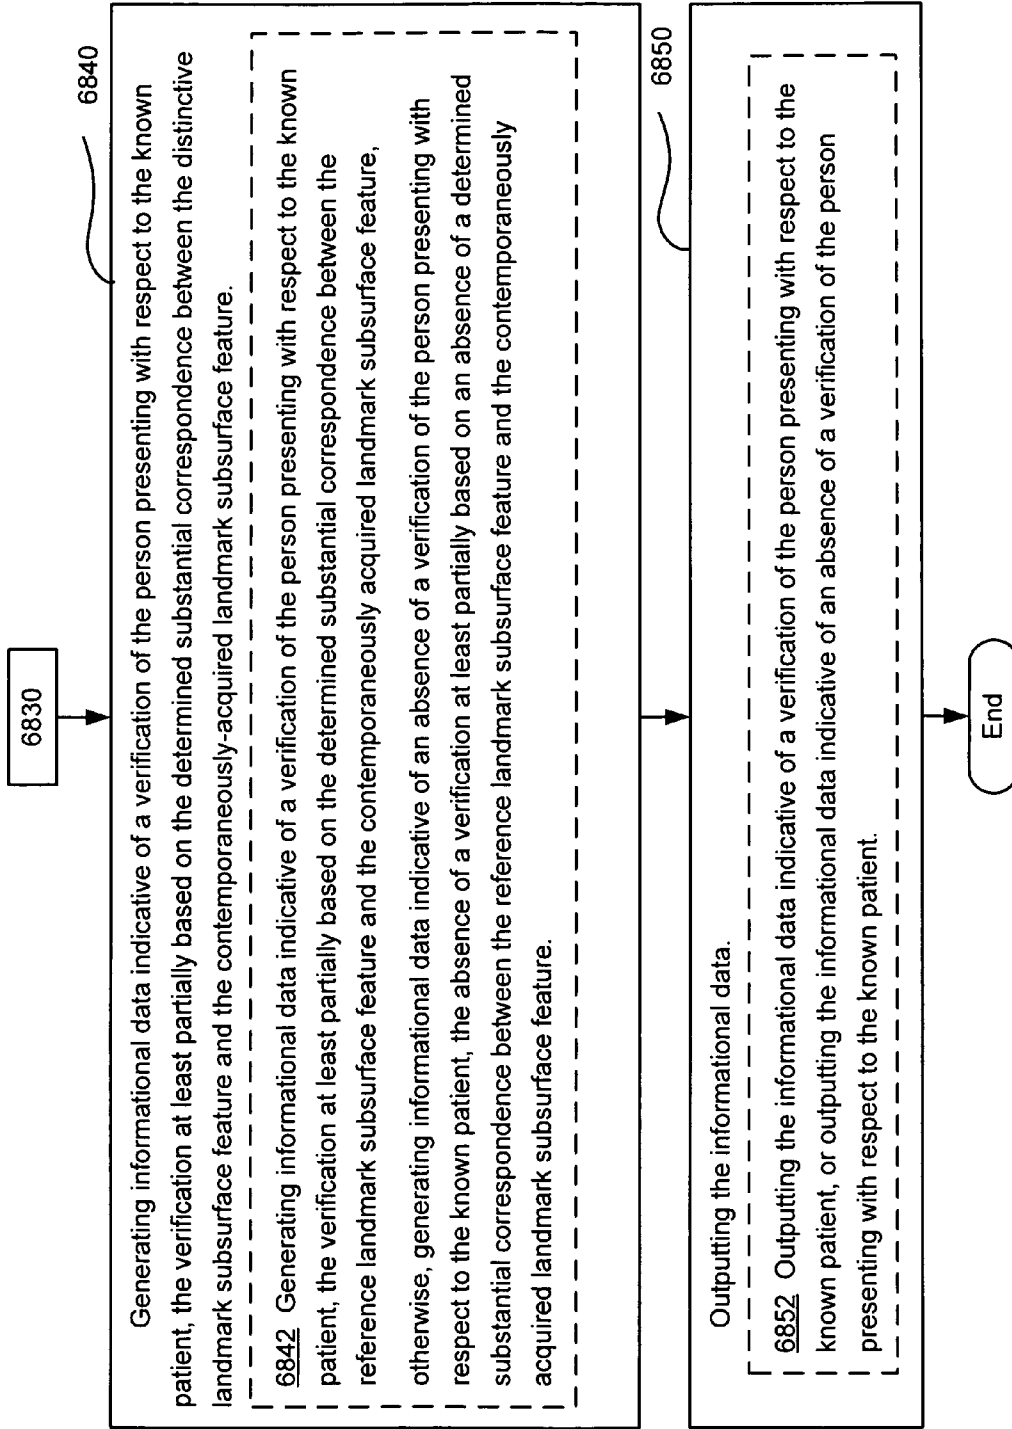 6830
6840
Generating informational data indicative of a verification of the person presenting with respect to the known
patient, the verification at least partially based on the determined substantial correspondence between the distinctive
landmark subsurface feature and the contemporaneously-acquired landmark subsurface feature.
6842 Generating informational data indicative of a verification of the person presenting with respect to the known
patient, the verification at least partially based on the determined substantial correspondence between the
reference landmark subsurface feature and the contemporaneously acquired landmark subsurface feature,
otherwise, generating informational data indicative of an absence of a verification of the person presenting with
respect to the known patient, the absence of a verification at least partially based on an absence of a determined
substantial correspondence between the reference landmark subsurface feature and the contemporaneously
acquired landmark subsurface feature.
6850
Outputting the informational data.
6852 Outputting the informational data indicative of a verification of the person presenting with respect to the
known patient, or outputting the informational data indicative of an absence of a verification of the person
presenting with respect to the known patient.
End